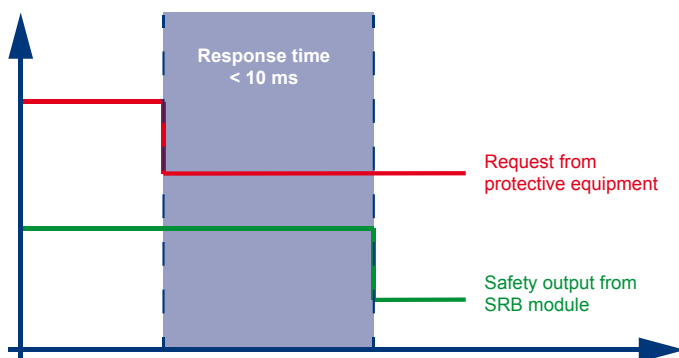 Response time
< 10 ms
Request from
protective equipment
Safety output from
SRB module